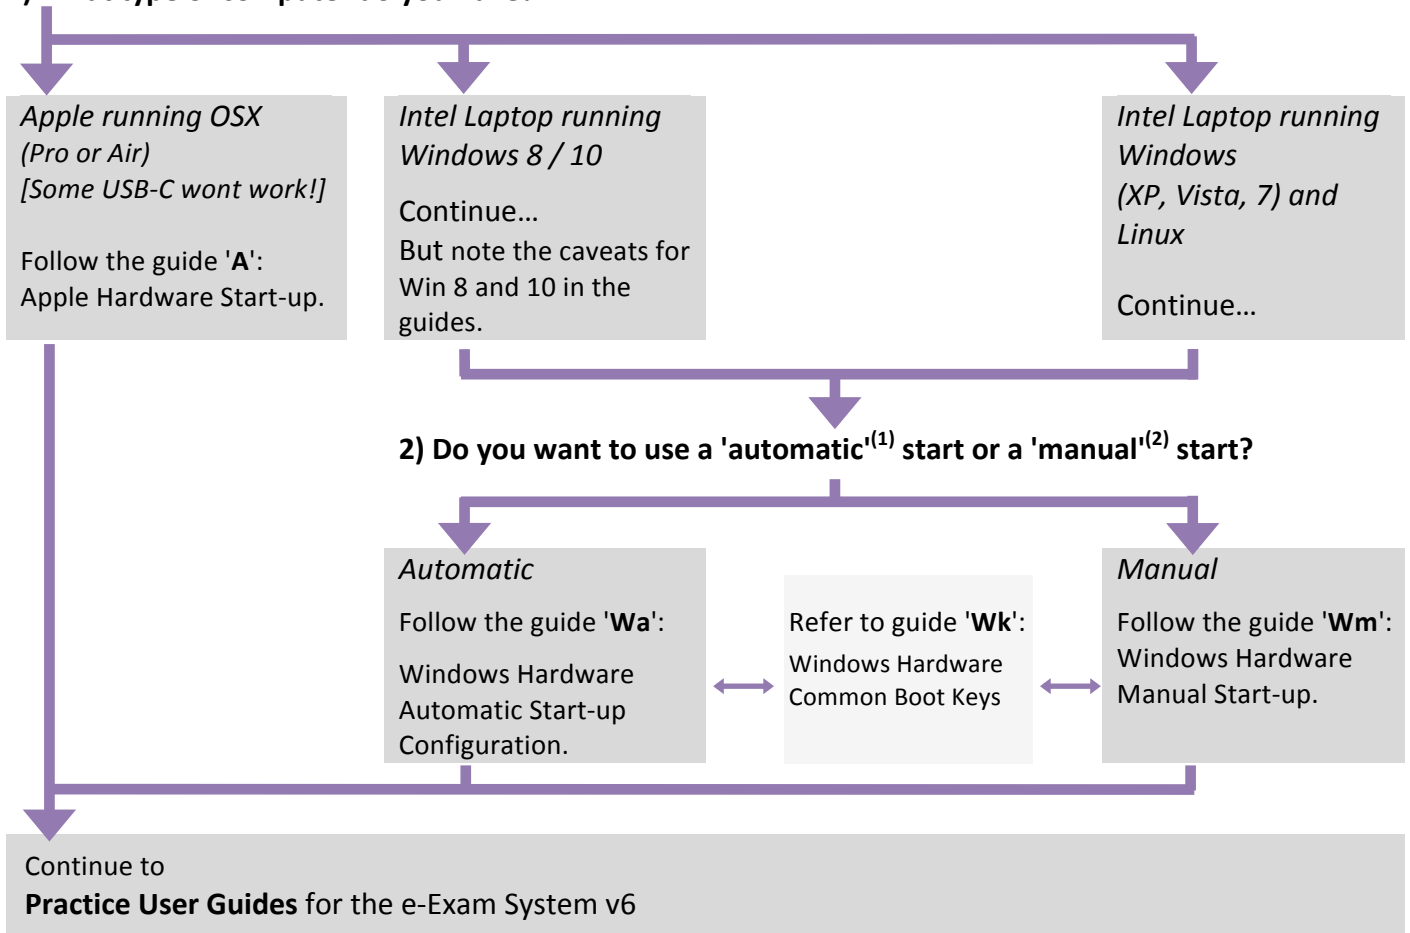 Apple running OSX
(Pro or Air)
[Some USB-C wont work!]
Follow the guide 'A':
Apple Hardware Start-up.
Intel Laptop running
Windows 8 / 10
Continue…
But note the caveats for
Win 8 and 10 in the
guides.
Intel Laptop running
Windows
(XP, Vista, 7) and
Linux
Continue…
2) Do you want to use a 'automatic'(1) start or a 'manual'(2) start?
Automatic
Follow the guide 'Wa':
Windows Hardware
Automatic Start-up
Configuration.
Refer to guide 'Wk':
Windows Hardware
Common Boot Keys
Manual
Follow the guide 'Wm':
Windows Hardware
Manual Start-up.
Continue to
Practice User Guides for the e-Exam System v6